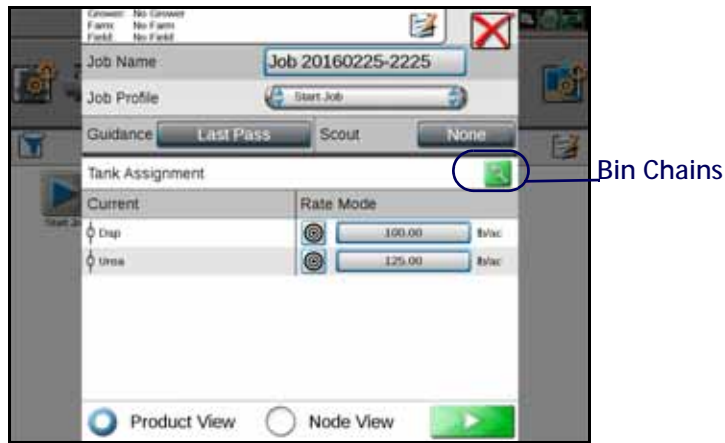 Grower: No Grower
Farm: No Farm
Field: No Field
Job Name Job 20160225-2225
Job Profile Start Job
Guidance Last Pass Scout None
Tank Assignment
Bin Chains
Current Rate Mode
Dap 100.00 lb/ac
Urea 125.00 lb/ac
Product View Node View